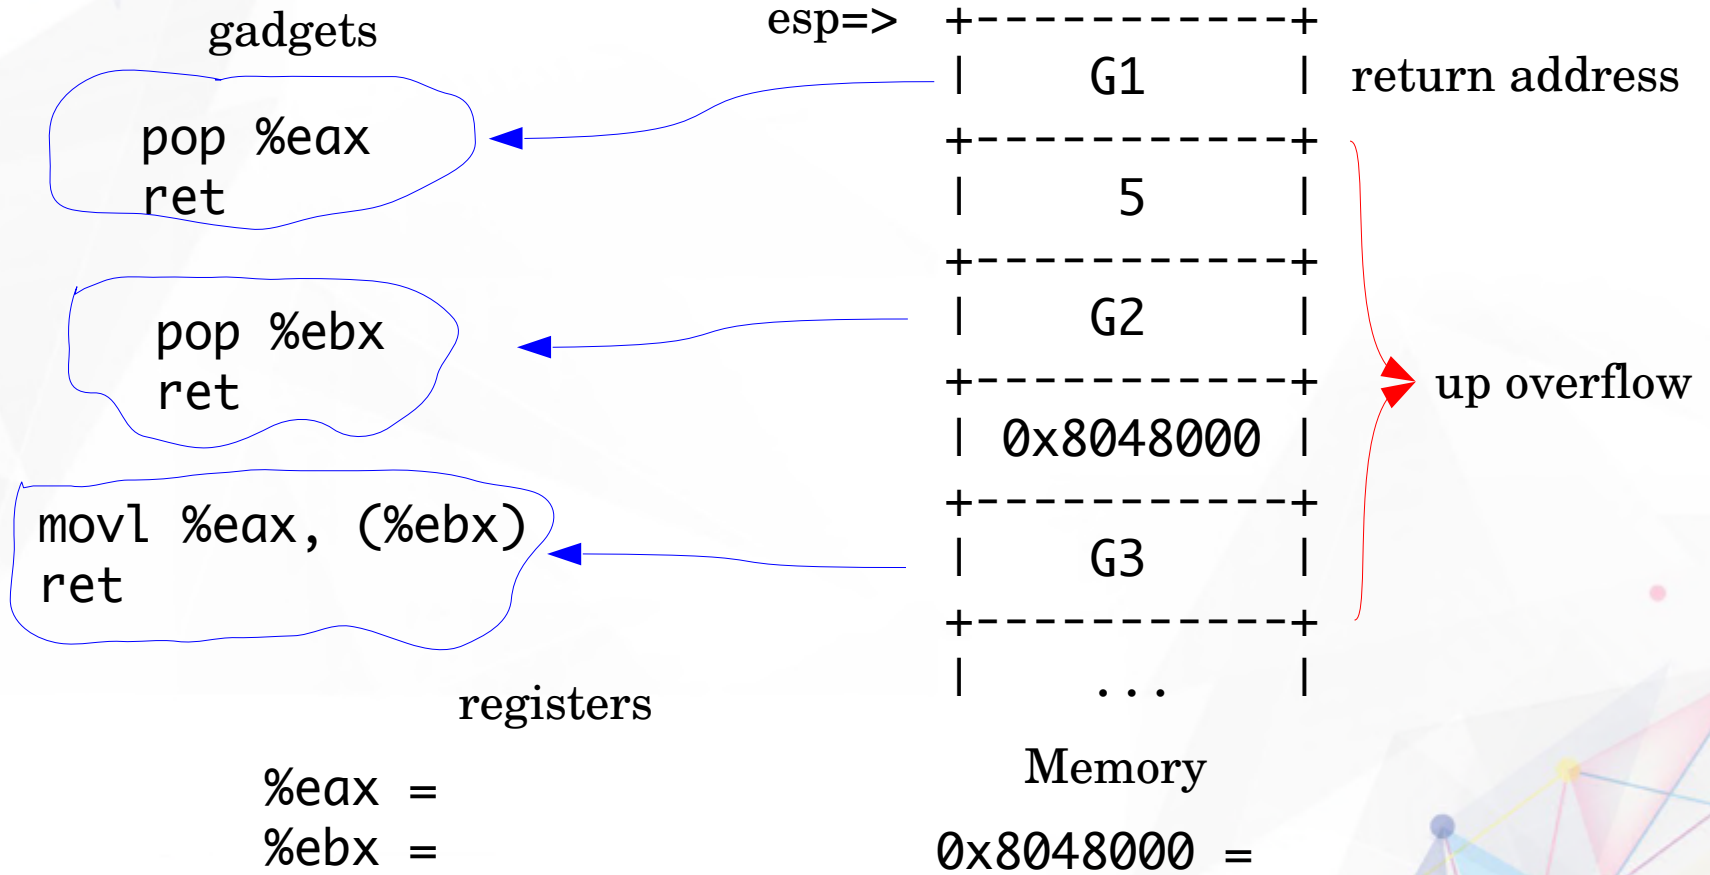 gadgets
pop %eax
ret
pop %ebx
ret
movl %eax, (%ebx)
ret
registers
%eax =
%ebx =
esp=> +-----------+
| G1 | return address
+-----------+
| 5 |
+-----------+
| G2 |
+-----------+
up overflow
| 0x8048000 |
+-----------+
| G3 |
+-----------+
| ... |
Memory
0x8048000 =